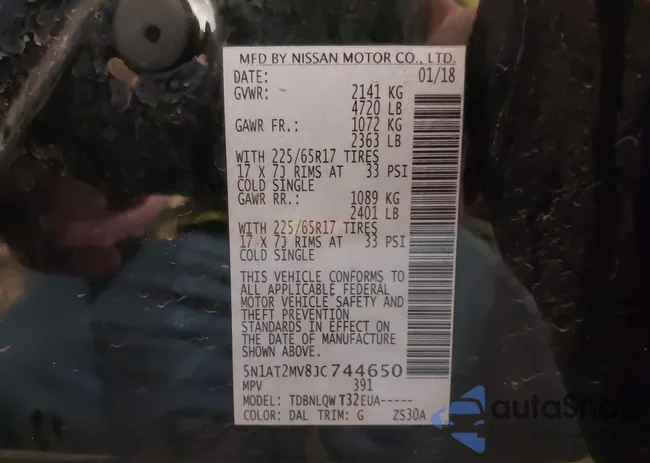 MFD BY NISSAN MOTOR CO., LTD.
DATE: 01/18
GVWR: 2141 KG
4720 LB
GAWR FR.: 1072 KG
2363 LB
WITH 225/65R17 TIRES
17 X 7J RIMS AT 33 PSI
COLD SINGLE
GAWR RR.: 1089 KG
2401 LB
WITH 225/65R17 TIRES
17 X 7J RIMS AT 33 PSI
COLD SINGLE
THIS VEHICLE CONFORMS TO
ALL APPLICABLE FEDERAL
MOTOR VEHICLE SAFETY AND
THEFT PREVENTION
STANDARDS IN EFFECT ON
THE DATE OF MANUFACTURE
SHOWN ABOVE.
5N1AT2MV8JC744650
MPV 391
MODEL: TDBNLQWT32EUA-----
COLOR: DAL TRIM: G ZS30A